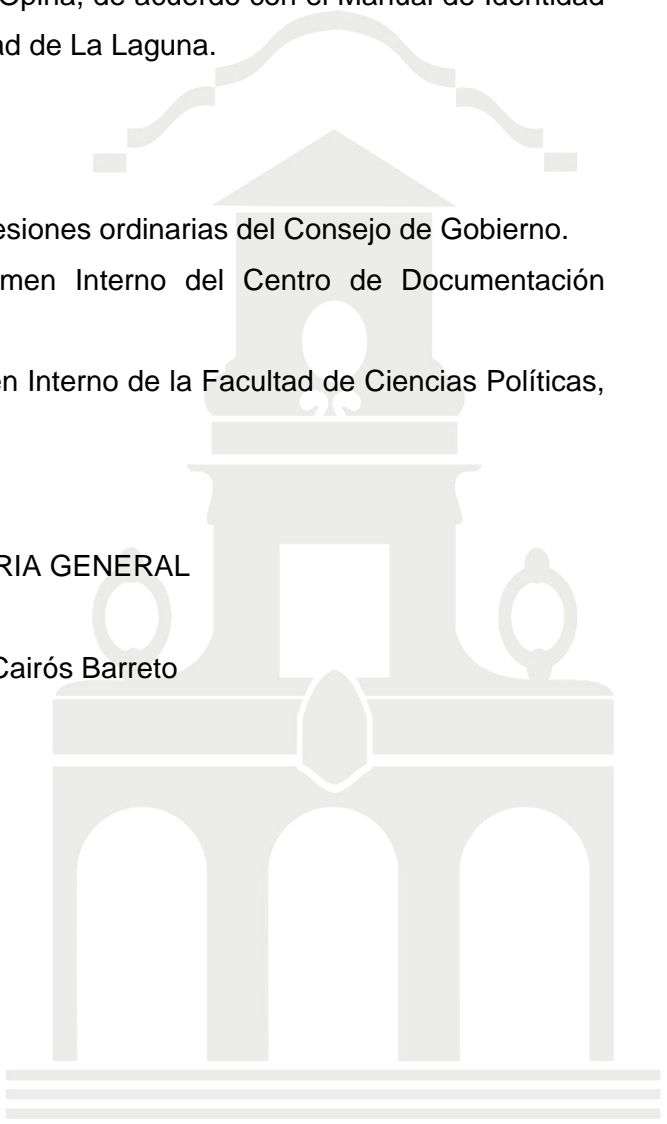 Opina, de acuerdo con el Manual de Identidad
ad de La Laguna.
esiones ordinarias del Consejo de Gobierno.
men Interno del Centro de Documentación
en Interno de la Facultad de Ciencias Políticas,
RIA GENERAL
Cairós Barreto